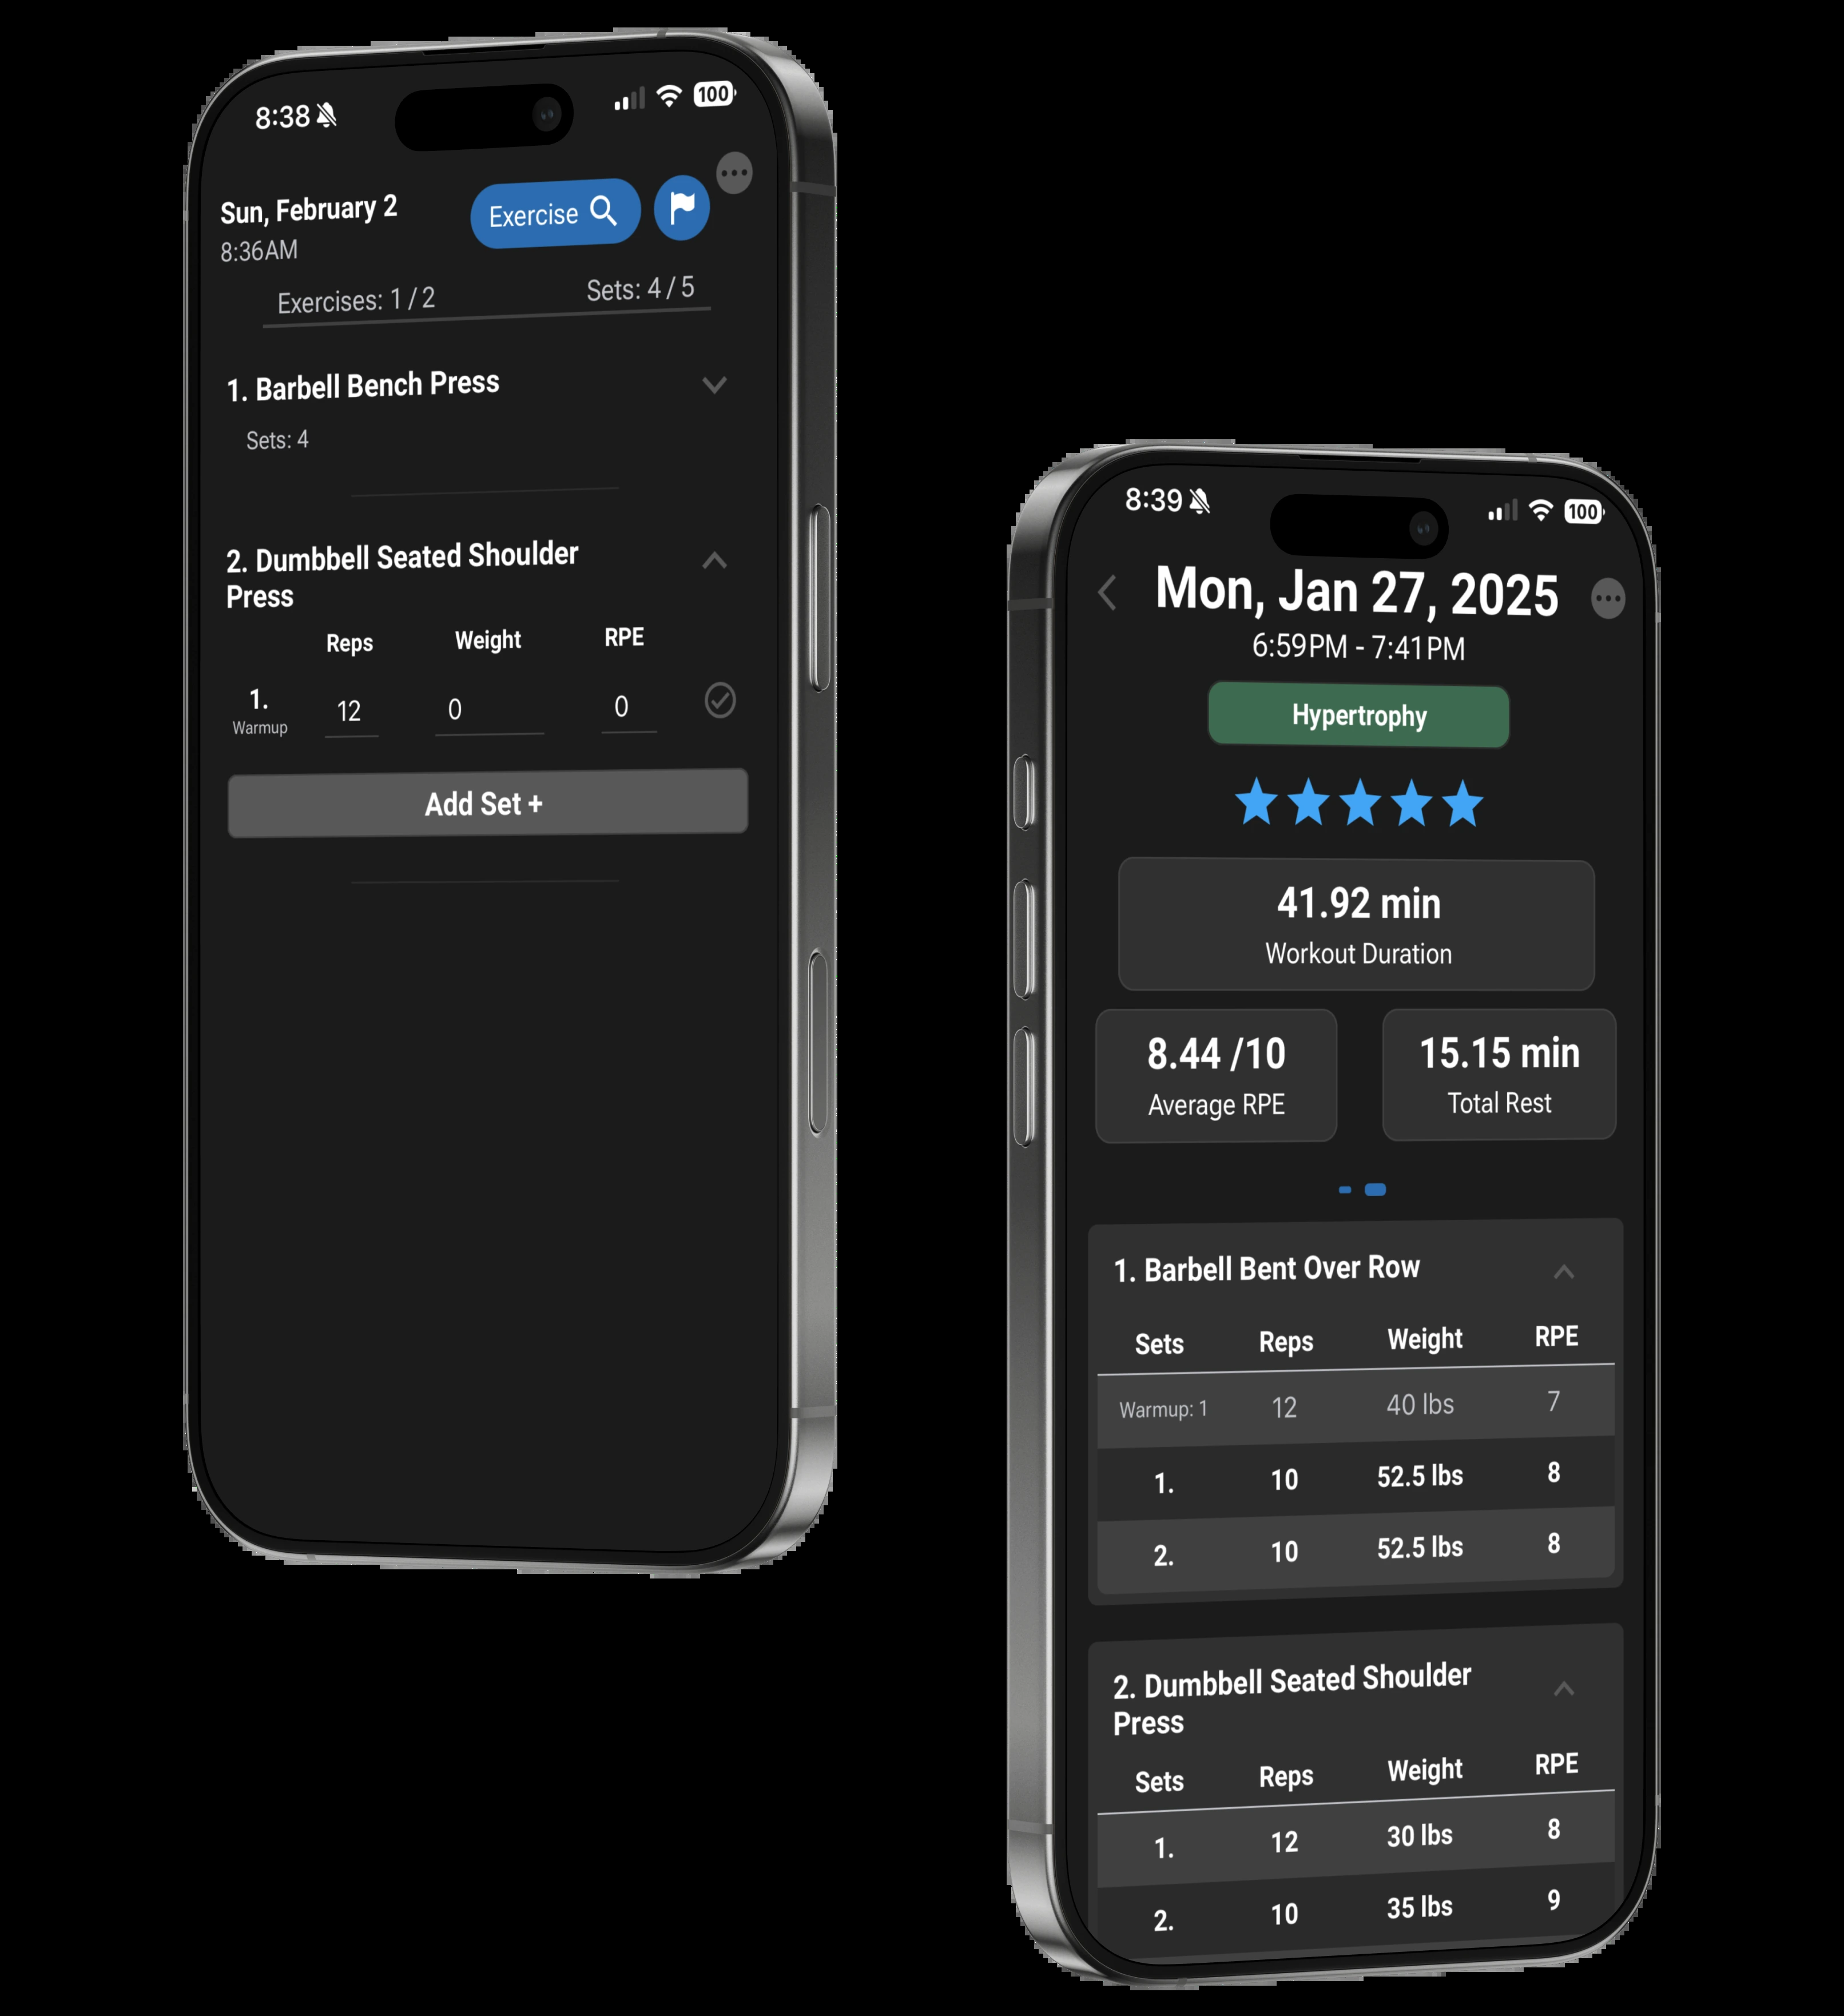 8:38
100
Sun, February 2
8:36AM
Exercise
Exercises: 1 / 2
Sets: 4 / 5
1. Barbell Bench Press
Sets: 4
2. Dumbbell Seated Shoulder
Press
Reps Weight RPE
1. 12 0 0
Warmup
Add Set +
8:39
100
Mon, Jan 27, 2025
6:59PM - 7:41PM
Hypertrophy
41.92 min
Workout Duration
8.44 /10
Average RPE
15.15 min
Total Rest
1. Barbell Bent Over Row
Sets Reps Weight RPE
Warmup: 1 12 40 lbs 7
1. 10 52.5 lbs 8
2. 10 52.5 lbs 8
2. Dumbbell Seated Shoulder
Press
Sets Reps Weight RPE
1. 12 30 lbs 8
2. 10 35 lbs 9